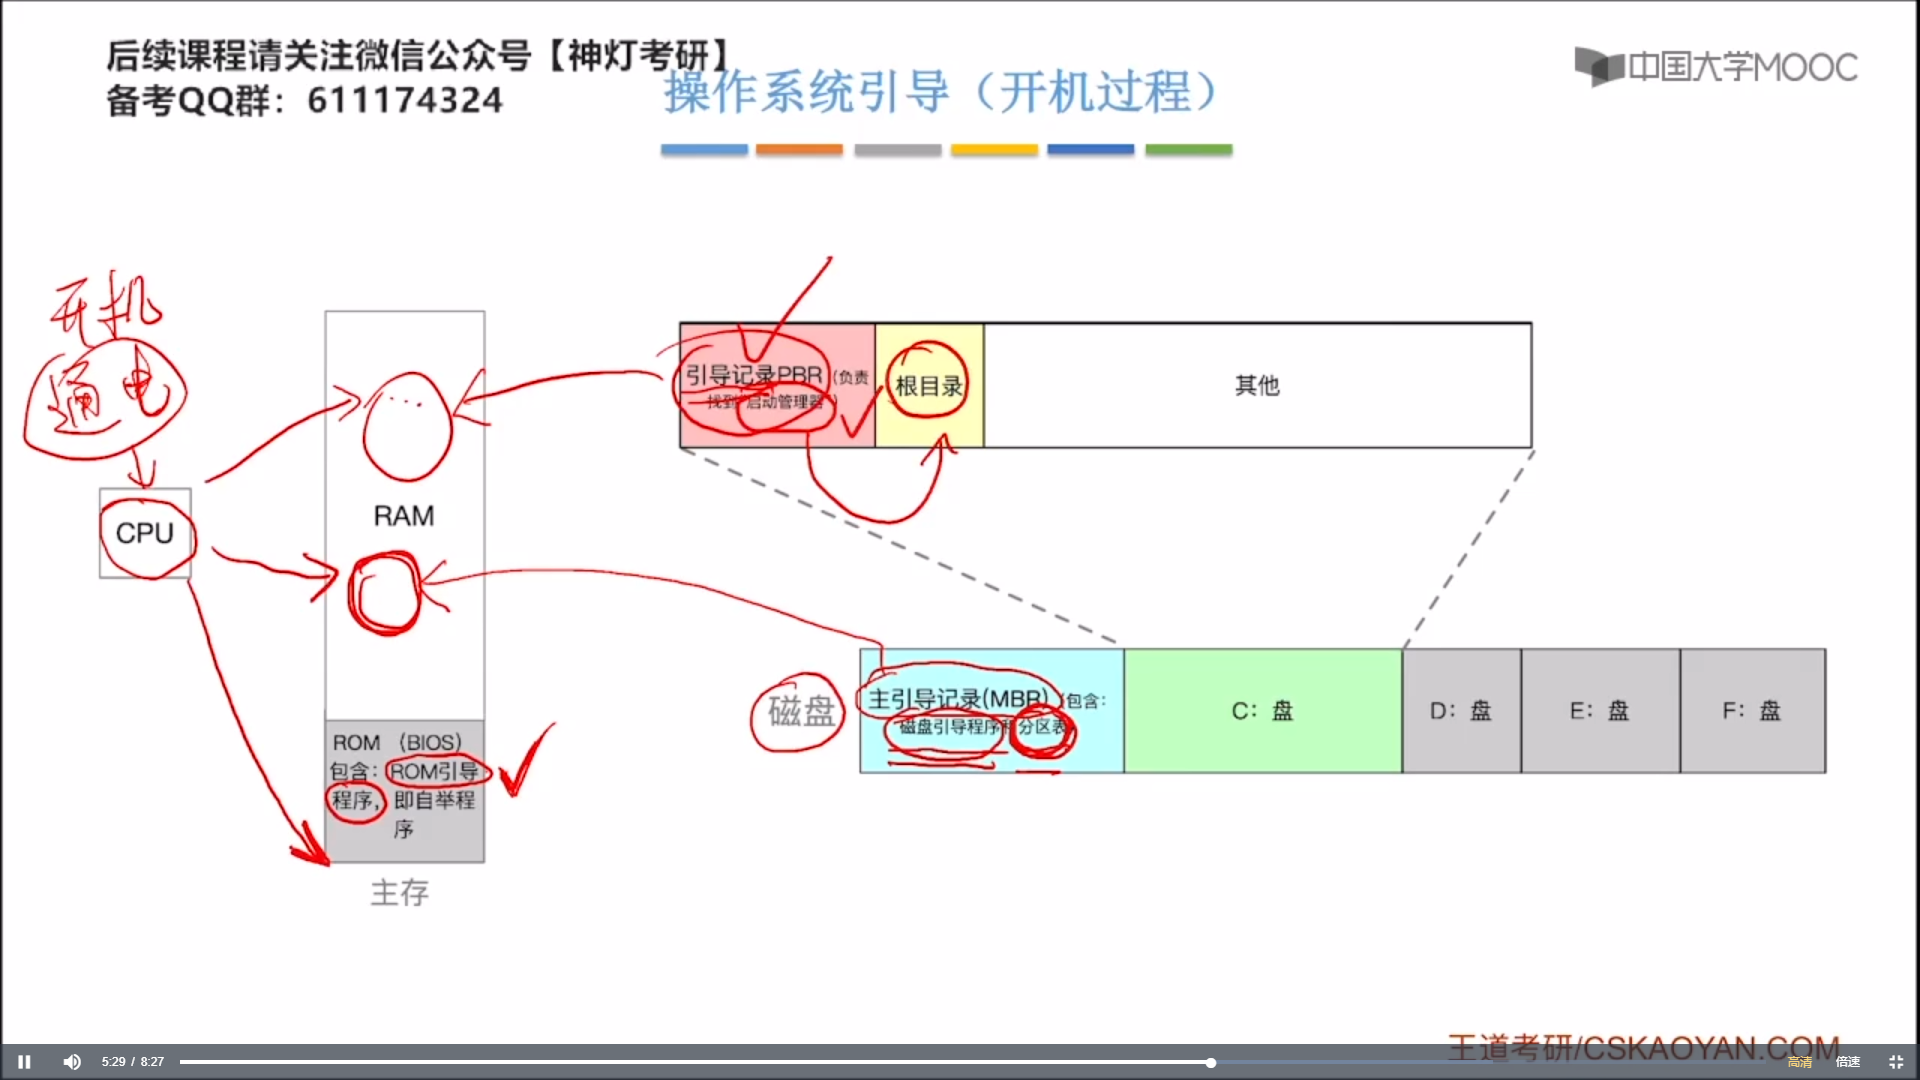 后续课程请关注微信公众号【神灯考研】
备考QQ群：611174324
操作系统引导（开机过程）
中国大学MOOC
开机
通电
CPU
RAM
ROM （BIOS）
包含：ROM引导
程序，即自举程
序
主存
引导记录PBR（负责
找到“启动管理器”）
根目录
其他
磁盘
主引导记录(MBR)（包含：
磁盘引导程序和分区表）
C：盘
D：盘
E：盘
F：盘
王道考研/CSKAOYAN.COM
5:29 / 8:27
高清
倍速